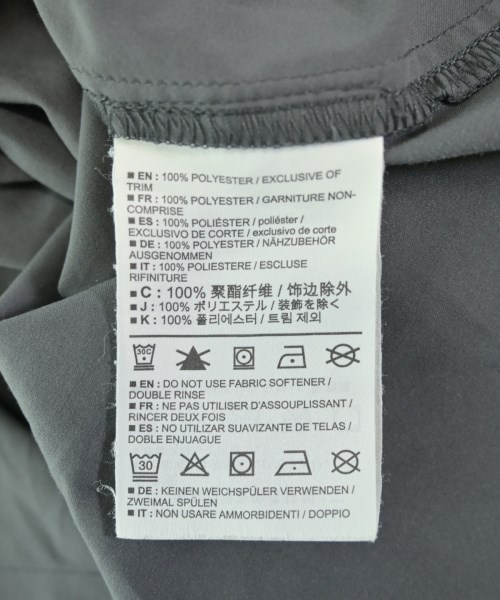 ■ EN : 100% POLYESTER / EXCLUSIVE OF
TRIM
■ FR : 100% POLYESTER / GARNITURE NON-
COMPRISE
■ ES : 100% POLIÉSTER / poliéster /
EXCLUSIVO DE CORTE / exclusivo de corte
■ DE : 100% POLYESTER / NÄHZUBEHÖR
AUSGENOMMEN
■ IT : 100% POLIESTERE / ESCLUSE
RIFINITURE
■ C : 100% 聚酯纤维 / 饰边除外
■ J : 100% ポリエステル / 装飾を除く
■ K : 100% 폴리에스터 / 트림 제외
30C
■ EN : DO NOT USE FABRIC SOFTENER /
DOUBLE RINSE
■ FR : NE PAS UTILISER D'ASSOUPLISSANT /
RINCER DEUX FOIS
■ ES : NO UTILIZAR SUAVIZANTE DE TELAS /
DOBLE ENJUAGUE
30
■ DE : KEINEN WEICHSPÜLER VERWENDEN /
ZWEIMAL SPÜLEN
■ IT : NON USARE AMMORBIDENTI / DOPPIO